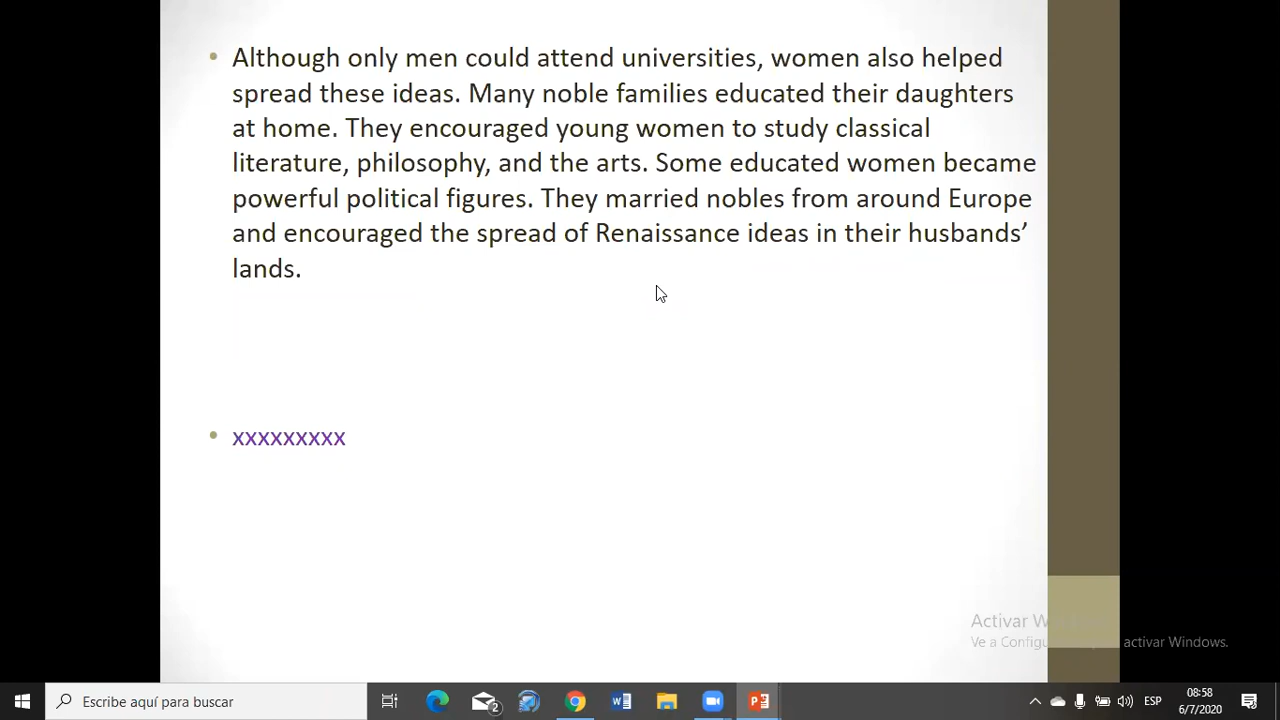 Although only men could attend universities, women also helped
spread these ideas. Many noble families educated their daughters
at home. They encouraged young women to study classical
literature, philosophy, and the arts. Some educated women became
powerful political figures. They married nobles from around Europe
and encouraged the spread of Renaissance ideas in their husbands’
lands.
xxxxxxxxx
Activar W
Ve a Configu activar Windows.
Escribe aquí para buscar
2
ESP
08:58
6/7/2020